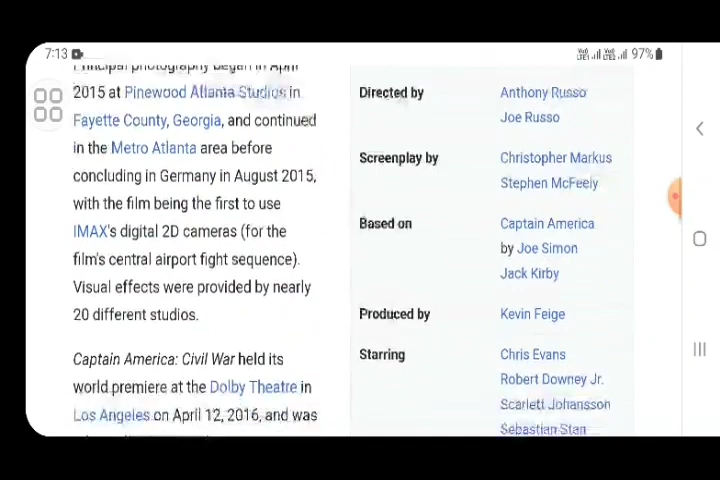 7:13
97%
Principal photography began in April
2015 at Pinewood Atlanta Studios in
Fayette County, Georgia, and continued
in the Metro Atlanta area before
concluding in Germany in August 2015,
with the film being the first to use
IMAX's digital 2D cameras (for the
film's central airport fight sequence).
Visual effects were provided by nearly
20 different studios.
Captain America: Civil War held its
world premiere at the Dolby Theatre in
Los Angeles on April 12, 2016, and was
Directed by
Anthony Russo
Joe Russo
Screenplay by
Christopher Markus
Stephen McFeely
Based on
Captain America
by Joe Simon
Jack Kirby
Produced by
Kevin Feige
Starring
Chris Evans
Robert Downey Jr.
Scarlett Johansson
Sebastian Stan